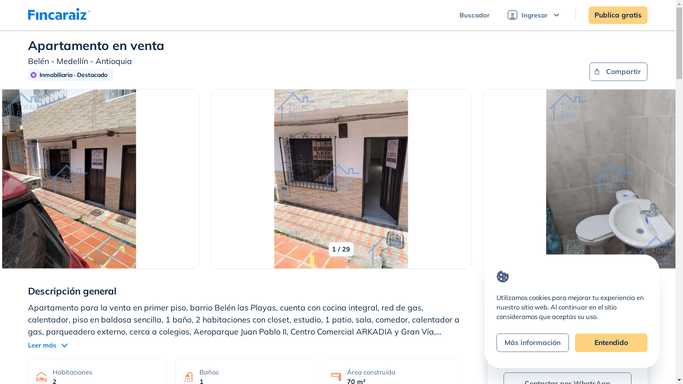 Fincaraiz
Buscador
Ingresar
Publica gratis
Apartamento en venta
Belén - Medellín - Antioquia
Inmobiliaria · Destacado
Compartir
1 / 29
Descripción general
Apartamento para la venta en primer piso, barrio Belén las Playas, cuenta con cocina integral, red de gas,
calentador, piso en baldosa sencilla, 1 baño, 2 habitaciones con closet, estudio, 1 patio, sala, comedor, calentador a
gas, parqueadero externo, cerca a colegios, Aeroparque Juan Pablo II, Centro Comercial ARKADIA y Gran Vía,...
Leer más
Habitaciones
2
Baños
1
Área construida
70 m²
Utilizamos cookies para mejorar tu experiencia en
nuestro sitio web. Al continuar en el sitio
consideramos que aceptas su uso.
Más información
Entendido
Contactar por WhatsApp